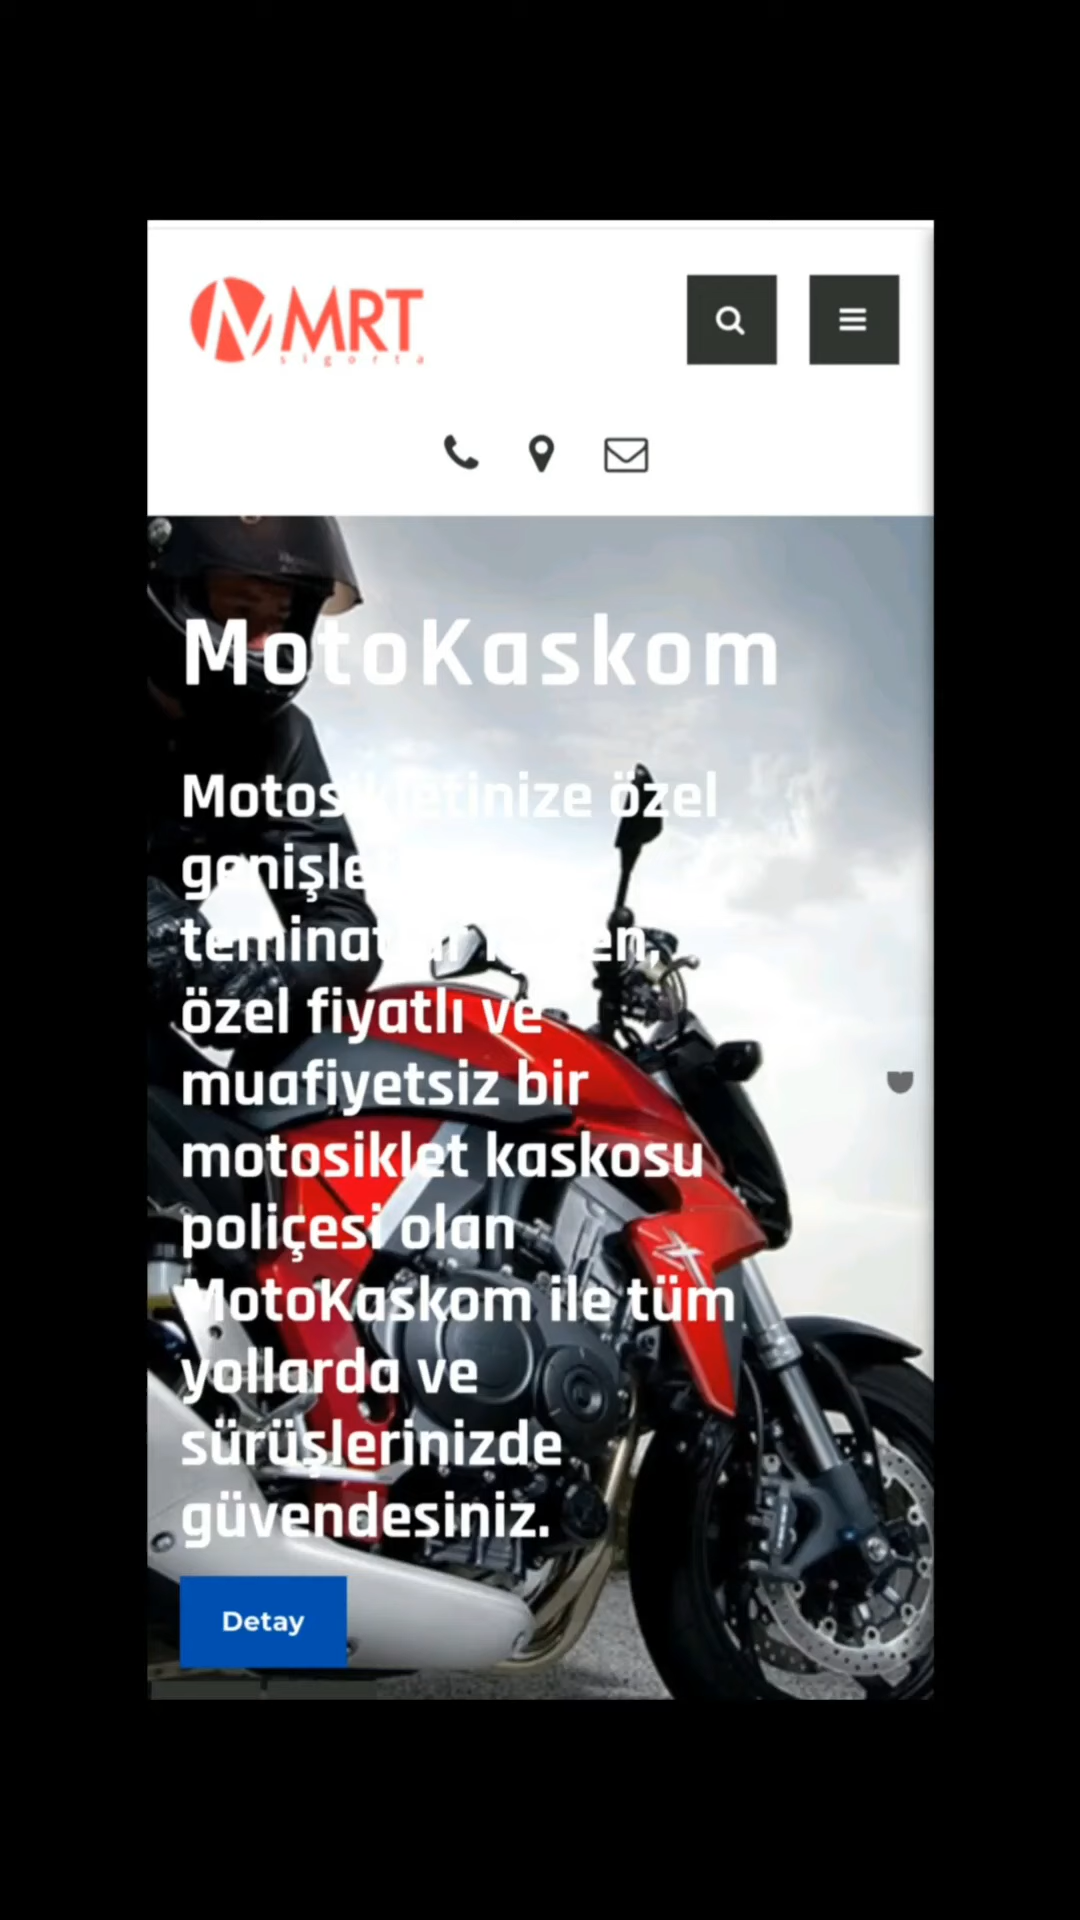 MRT
sigorta
MotoKaskom
Motosikletinize özel
teminatlar
özel fiyatlı ve
muafiyetsiz bir
motosiklet kaskosu
poliçesi olan
MotoKaskom ile tüm
yollarda ve
sürüşlerinizde
güvendesiniz.
Detay